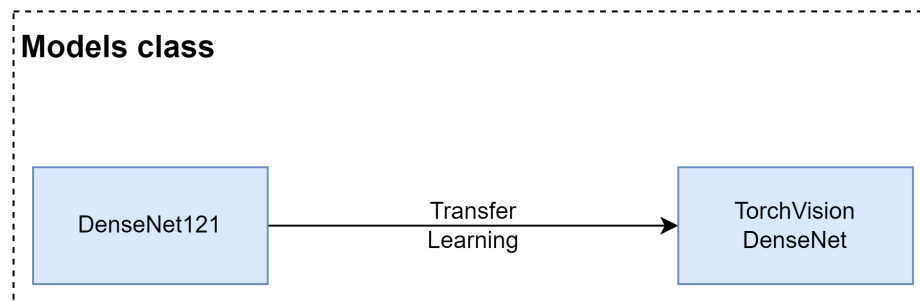 Models class
DenseNet121
Transfer
Learning
TorchVision
DenseNet